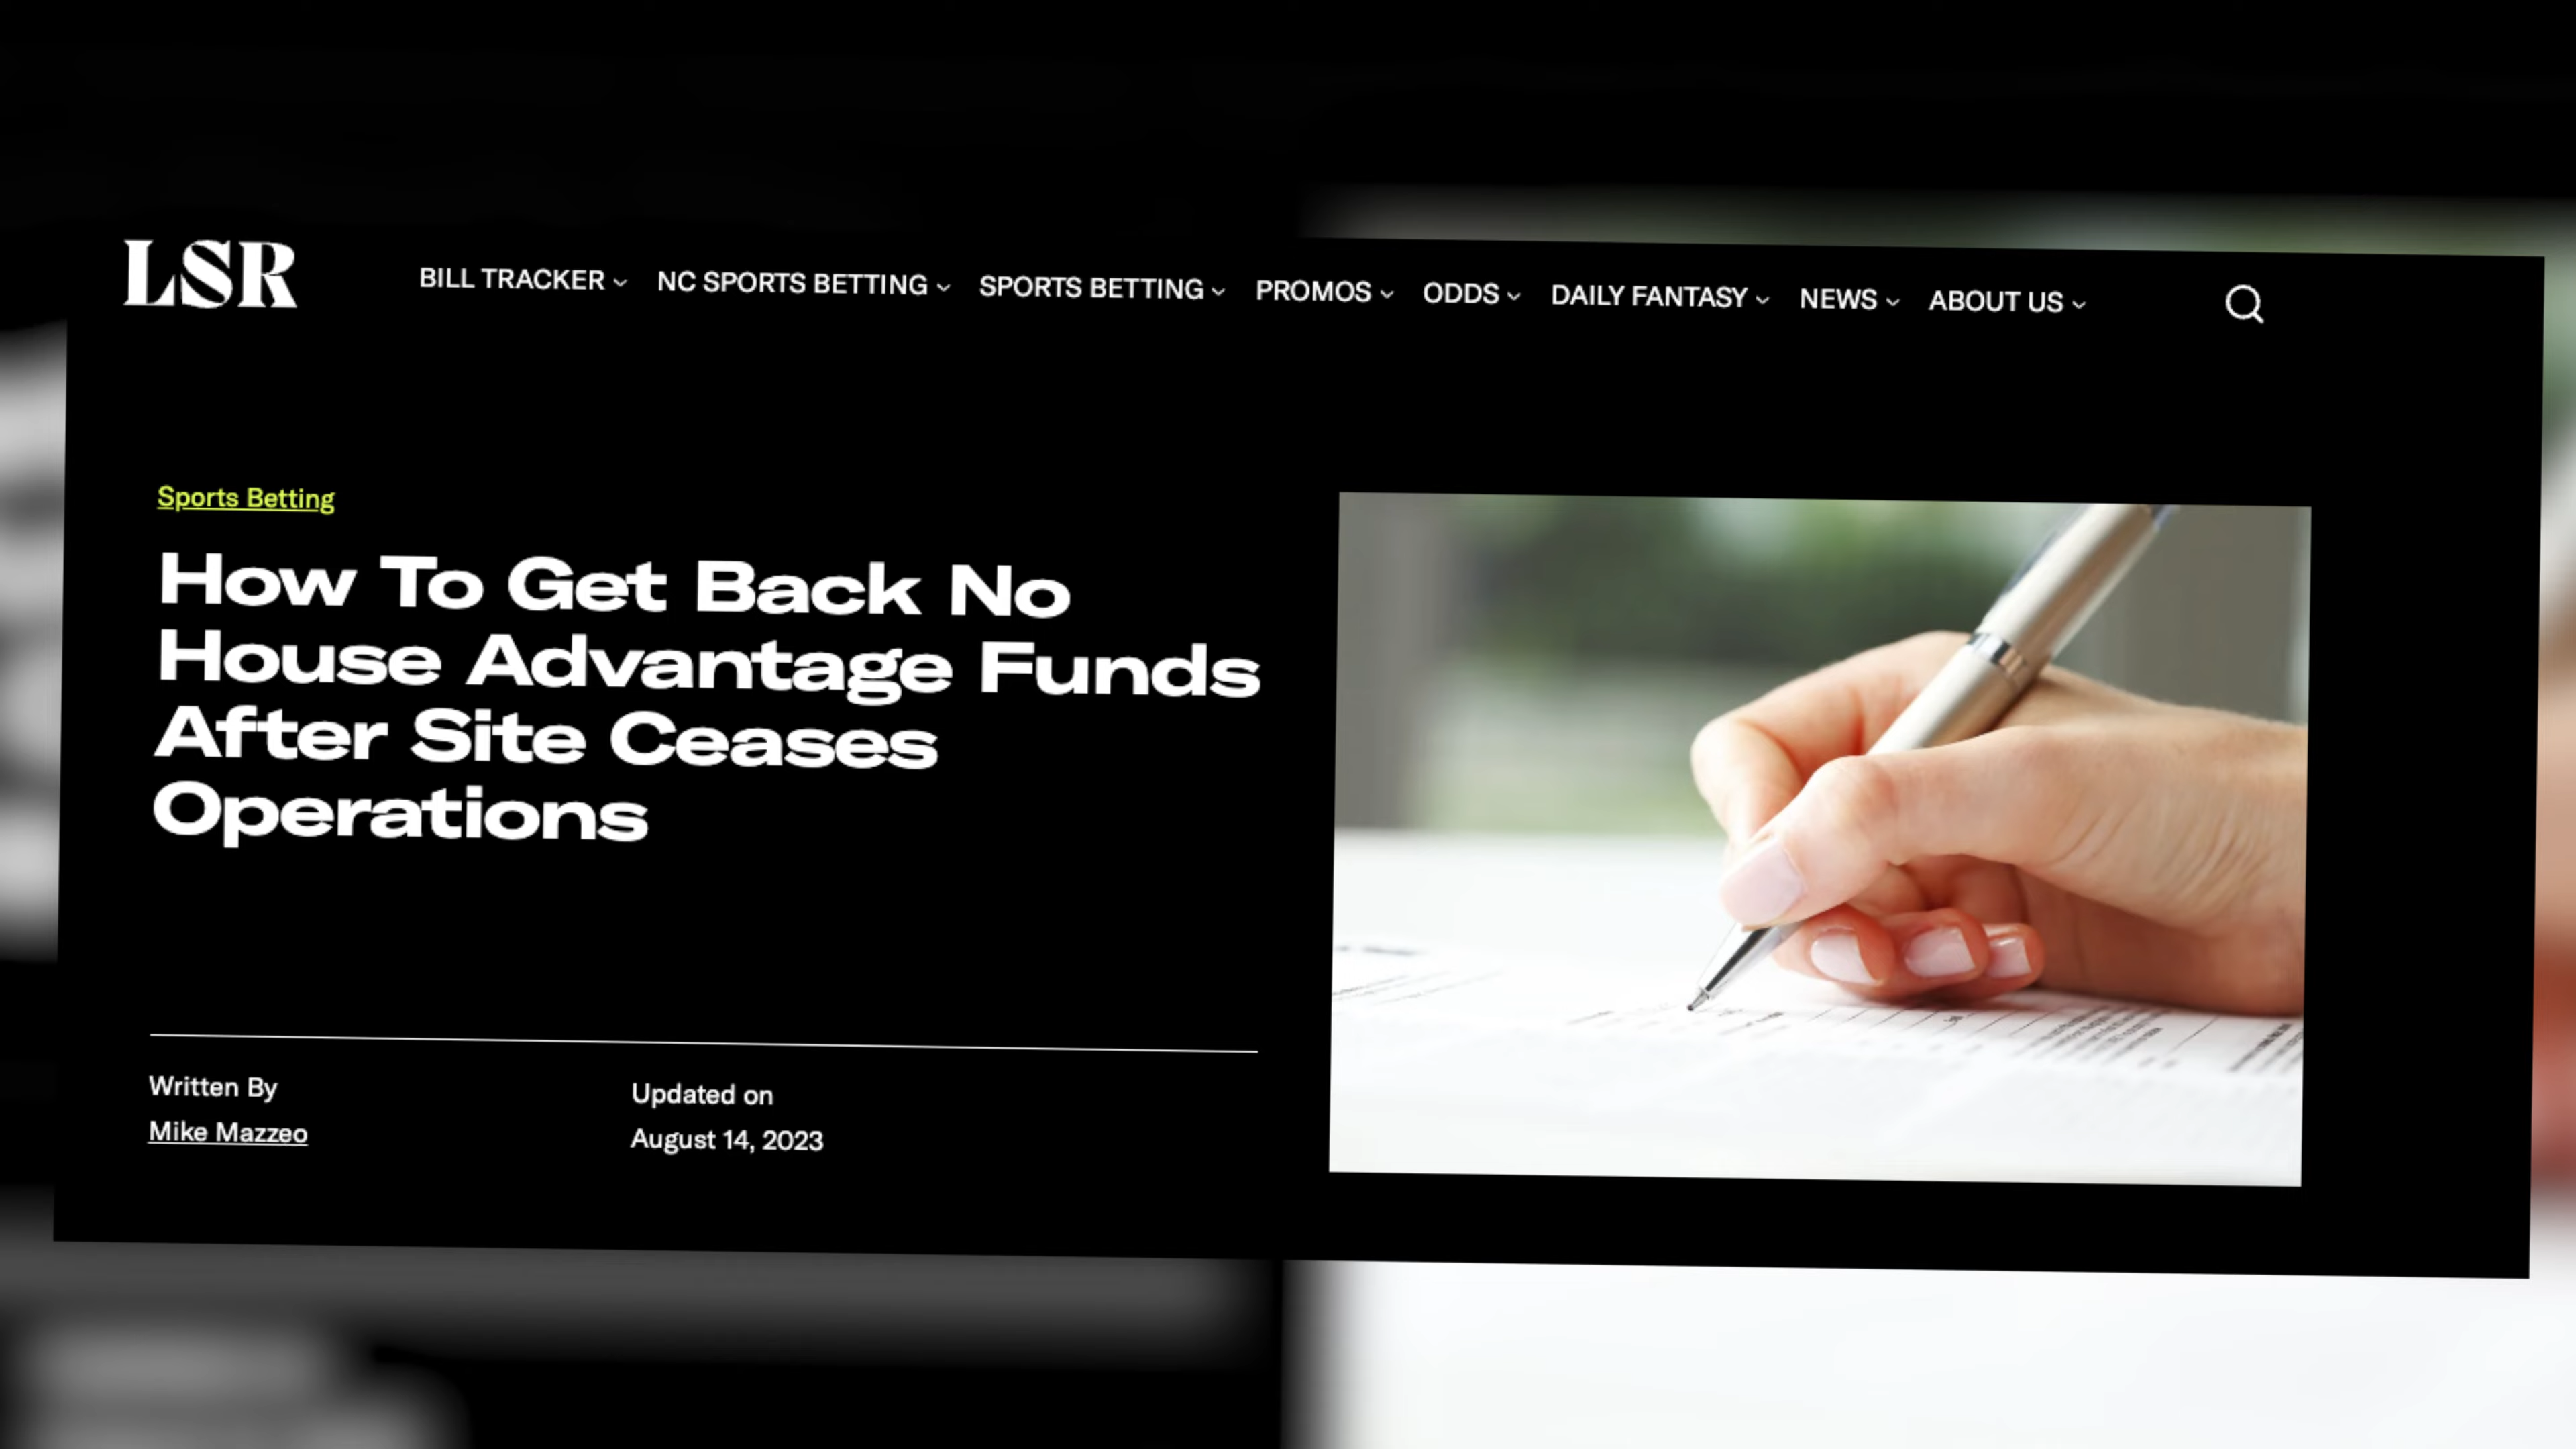 LSR
BILL TRACKER NC SPORTS BETTING SPORTS BETTING PROMOS ODDS DAILY FANTASY NEWS ABOUT US
Sports Betting
How To Get Back No
House Advantage Funds
After Site Ceases
Operations
Written By
Mike Mazzeo
Updated on
August 14, 2023